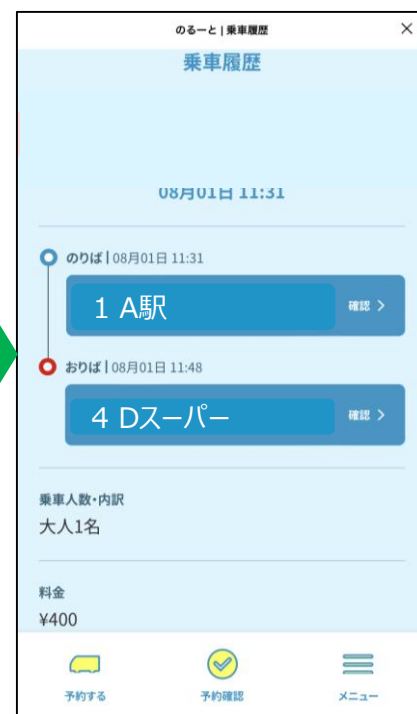 のるーと | 乗車履歴 ×
乗車履歴
08月01日 11:31
のりば | 08月01日 11:31
1 A駅 確認 >
おりば | 08月01日 11:48
4 Dスーパー 確認 >
乗車人数・内訳
大人1名
料金
¥400
予約する 予約確認 メニュー